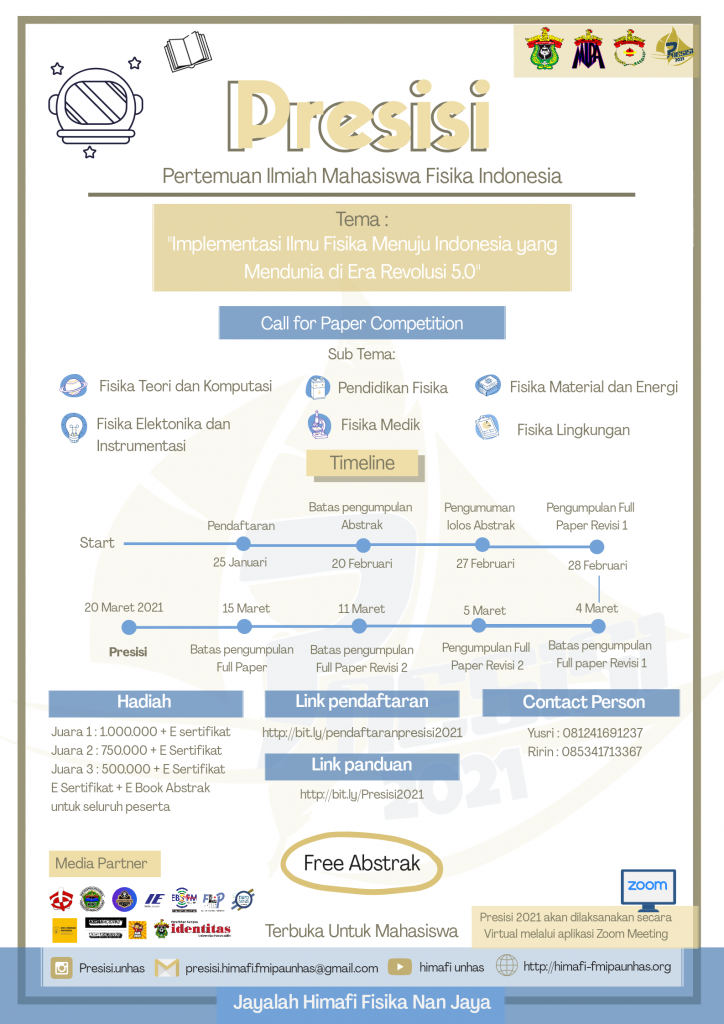 MIPA
PRESISI
2021
Presisi
Pertemuan Ilmiah Mahasiswa Fisika Indonesia
Tema :
"Implementasi Ilmu Fisika Menuju Indonesia yang
Mendunia di Era Revolusi 5.0"
Call for Paper Competition
Sub Tema:
Fisika Teori dan Komputasi
Pendidikan Fisika
Fisika Material dan Energi
Fisika Elektonika dan
Instrumentasi
Fisika Medik
Fisika Lingkungan
Timeline
Start
Pendaftaran
25 Januari
Batas pengumpulan
Abstrak
20 Februari
Pengumuman
lolos Abstrak
27 Februari
Pengumpulan Full
Paper Revisi 1
28 Februari
4 Maret
Batas pengumpulan
Full paper Revisi 1
5 Maret
Pengumpulan Full
Paper Revisi 2
11 Maret
Batas pengumpulan
Full Paper Revisi 2
15 Maret
Batas pengumpulan
Full Paper
20 Maret 2021
Presisi
PRESISI
2021
Hadiah
Juara 1 : 1.000.000 + E sertifikat
Juara 2 : 750.000 + E Sertifikat
Juara 3 : 500.000 + E Sertifikat
E Sertifikat + E Book Abstrak
untuk seluruh peserta
Link pendaftaran
http://bit.ly/pendaftaranpresisi2021
Link panduan
http://bit.ly/Presisi2021
Contact Person
Yusri : 081241691237
Ririn : 085341713367
Free Abstrak
Media Partner
IE
identitas
Terbuka Untuk Mahasiswa
zoom
Presisi 2021 akan dilaksanakan secara
Virtual melalui aplikasi Zoom Meeting
Presisi.unhas
presisi.himafi.fmipaunhas@gmail.com
himafi unhas
http://himafi-fmipaunhas.org
Jayalah Himafi Fisika Nan Jaya